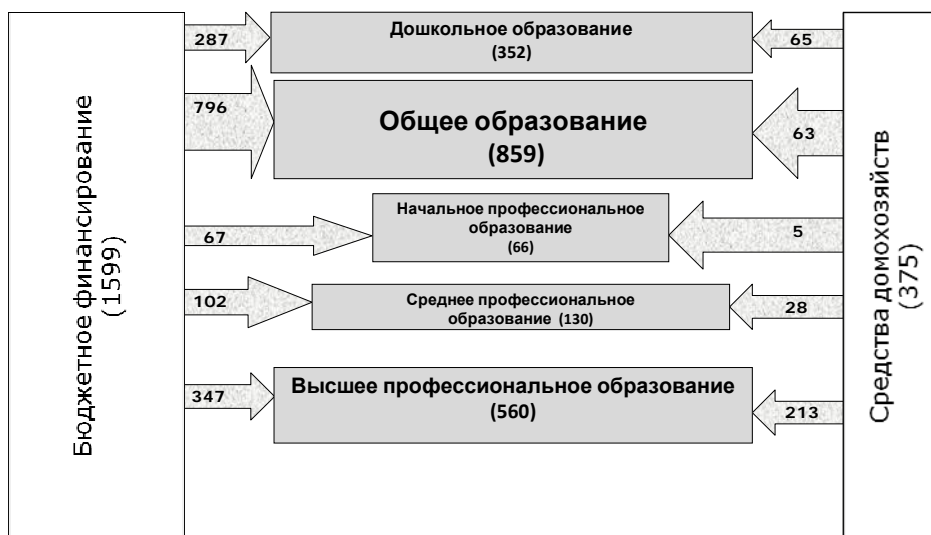 Бюджетное финансирование
(1599)
287
Дошкольное образование
(352)
65
796
Общее образование
(859)
63
67
Начальное профессиональное
образование
(66)
5
102
Среднее профессиональное
образование (130)
28
347
Высшее профессиональное образование
(560)
213
Средства домохозяйств
(375)